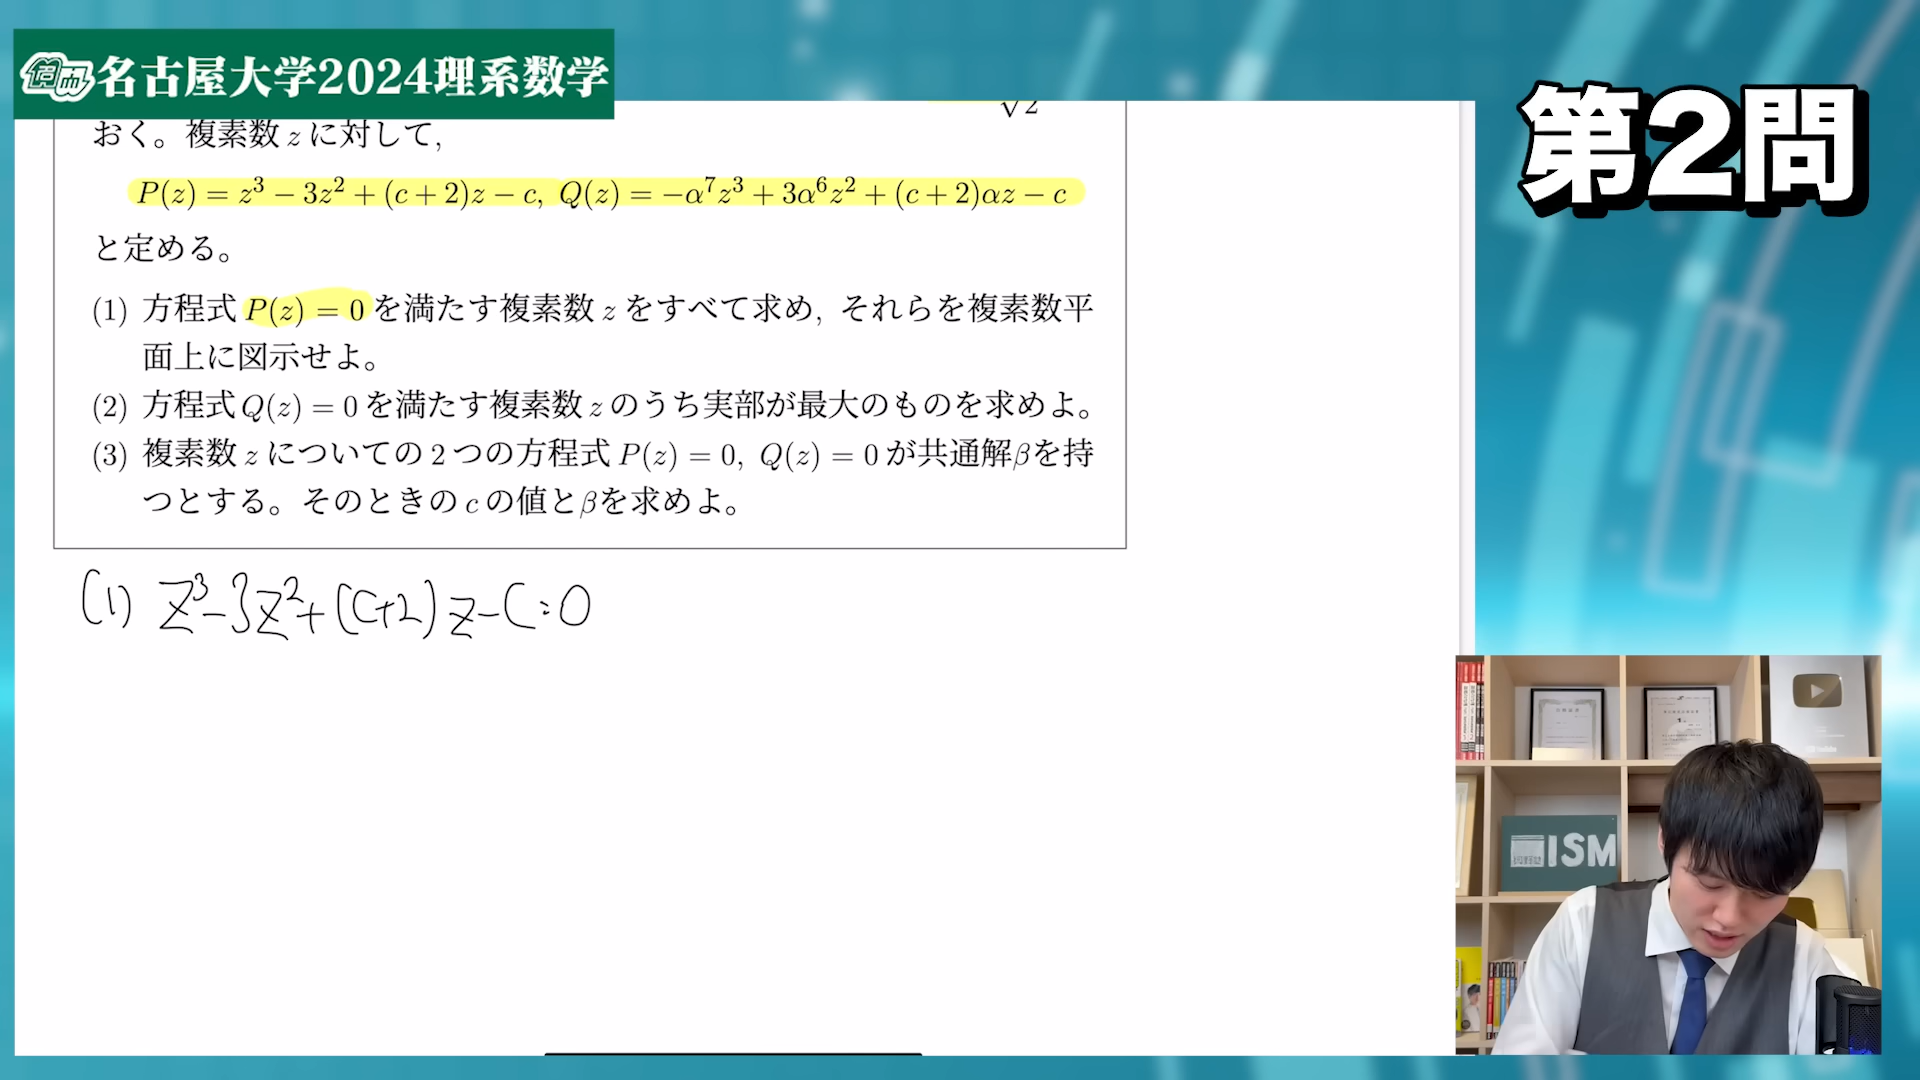 名古屋大学2024理系数学
第2問
√2
おく。複素数 z に対して,
P(z) = z³ − 3z² + (c + 2)z − c, Q(z) = −α⁷z³ + 3α⁶z² + (c + 2)αz − c
と定める。
(1) 方程式 P(z) = 0 を満たす複素数 z をすべて求め, それらを複素数平
面上に図示せよ。
(2) 方程式 Q(z) = 0 を満たす複素数 z のうち実部が最大のものを求めよ。
(3) 複素数 z についての 2 つの方程式 P(z) = 0, Q(z) = 0 が共通解 β を持
つとする。そのときの c の値と β を求めよ。
(1) z³−3z²+(c+2)z−c=0
ISM